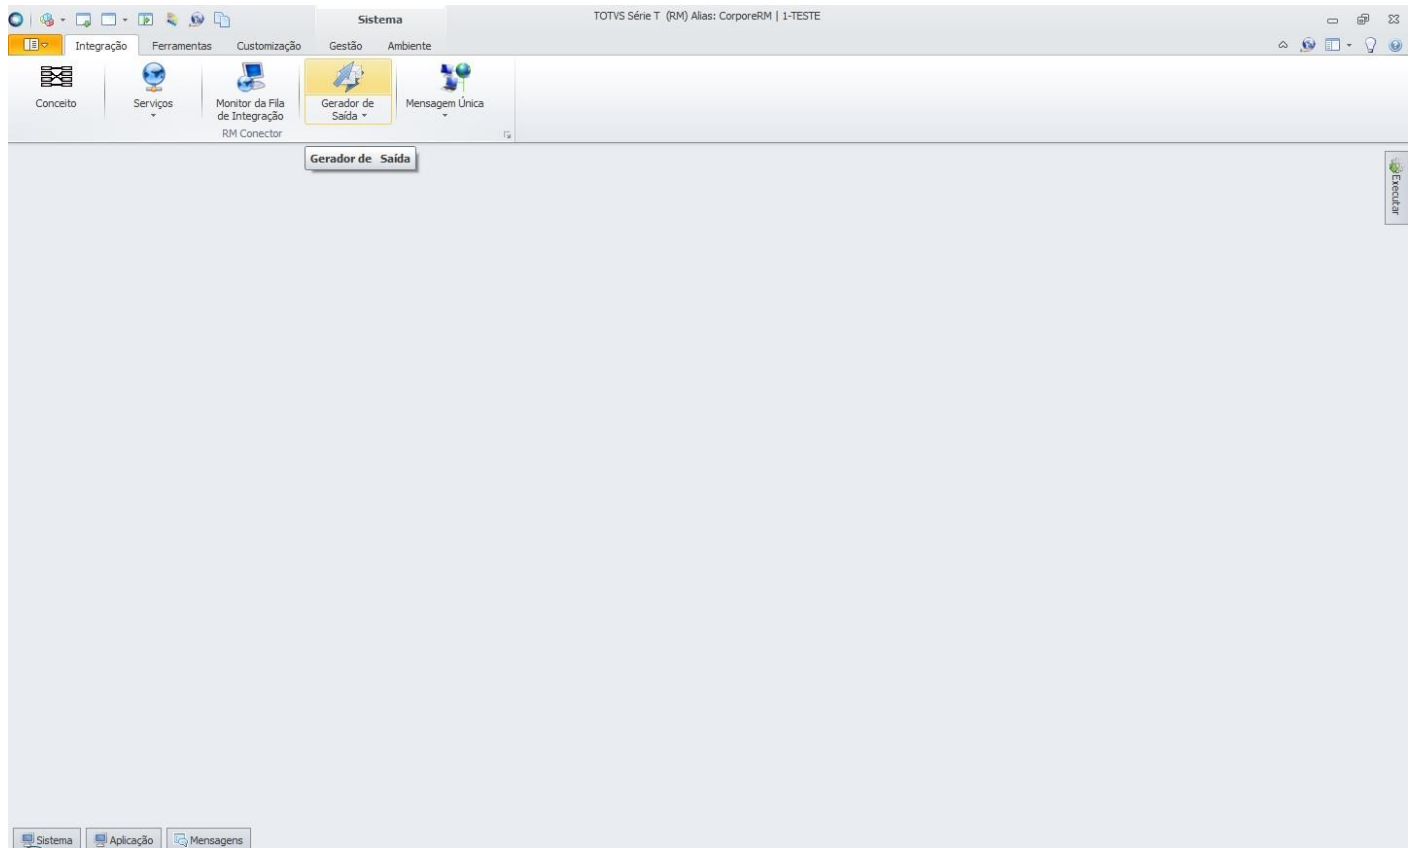 Sistema
TOTVS Série T (RM) Alias: CorporeRM | 1-TESTE
Integração
Ferramentas
Customização
Gestão
Ambiente
Conceito
Serviços
Monitor da Fila
de Integração
Gerador de
Saída
Mensagem Única
RM Conector
Gerador de Saída
Executar
Sistema
Aplicação
Mensagens